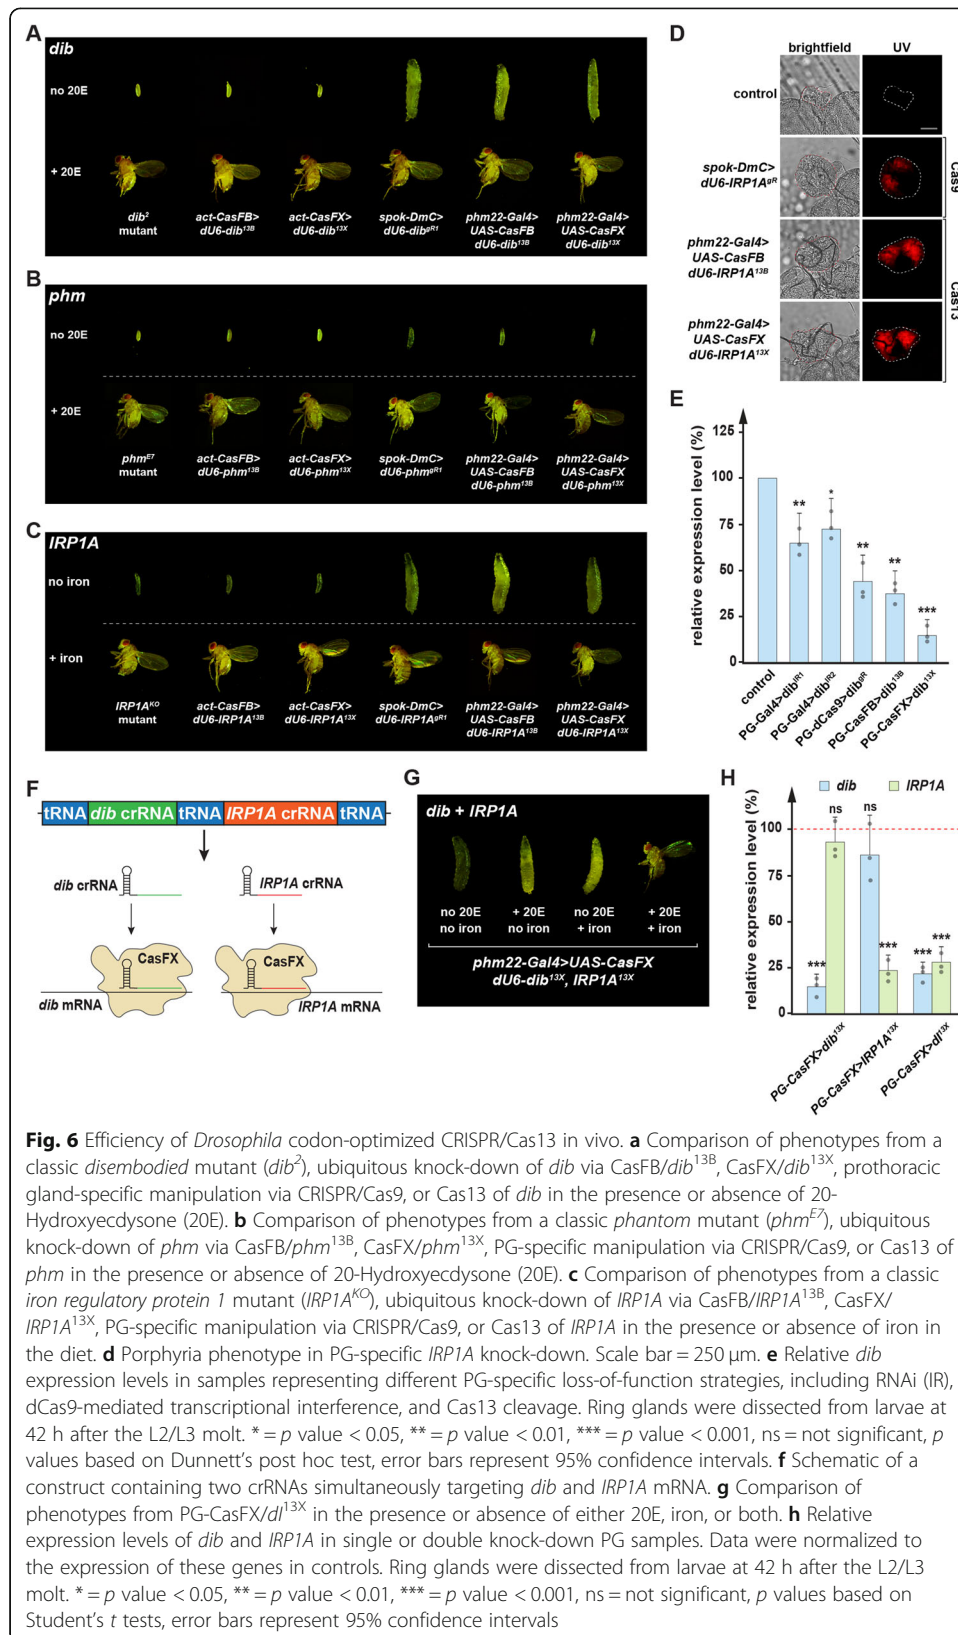 A
dib
no 20E
+ 20E
dib2
mutant
act-CasFB>
dU6-dib13B
act-CasFX>
dU6-dib13X
spok-DmC>
dU6-dibgR1
phm22-Gal4>
UAS-CasFB
dU6-dib13B
phm22-Gal4>
UAS-CasFX
dU6-dib13X
B
phm
no 20E
+ 20E
phmE7
mutant
act-CasFB>
dU6-phm13B
act-CasFX>
dU6-phm13X
spok-DmC>
dU6-phmgR1
phm22-Gal4>
UAS-CasFB
dU6-phm13B
phm22-Gal4>
UAS-CasFX
dU6-phm13X
C
IRP1A
no iron
+ iron
IRP1AKO
mutant
act-CasFB>
dU6-IRP1A13B
act-CasFX>
dU6-IRP1A13X
spok-DmC>
dU6-IRP1AgR1
phm22-Gal4>
UAS-CasFB
dU6-IRP1A13B
phm22-Gal4>
UAS-CasFX
dU6-IRP1A13X
D
brightfield UV
control
spok-DmC>
dU6-IRP1AgR
phm22-Gal4>
UAS-CasFB
dU6-IRP1A13B
phm22-Gal4>
UAS-CasFX
dU6-IRP1A13X
Cas9
Cas13
E
relative expression level (%)
125
100
75
50
25
0
**
*
**
**
***
control
PG-Gal4>dibIR1
PG-Gal4>dibIR2
PG-dCas9>dibgR
PG-CasFB>dib13B
PG-CasFX>dib13X
F
tRNA dib crRNA tRNA IRP1A crRNA tRNA
dib crRNA
IRP1A crRNA
CasFX
CasFX
dib mRNA
IRP1A mRNA
G
dib + IRP1A
no 20E + 20E no 20E + 20E
no iron no iron + iron + iron
phm22-Gal4>UAS-CasFX
dU6-dib13X, IRP1A13X
H
dib IRP1A
relative expression level (%)
100
75
50
25
0
***
ns
ns
***
***
***
PG-CasFX>dib13X
PG-CasFX>IRP1A13X
PG-CasFX>dI13X
Fig. 6 Efficiency of Drosophila codon-optimized CRISPR/Cas13 in vivo. a Comparison of phenotypes from a
classic disembodied mutant (dib2), ubiquitous knock-down of dib via CasFB/dib13B, CasFX/dib13X, prothoracic
gland-specific manipulation via CRISPR/Cas9, or Cas13 of dib in the presence or absence of 20-
Hydroxyecdysone (20E). b Comparison of phenotypes from a classic phantom mutant (phmE7), ubiquitous
knock-down of phm via CasFB/phm13B, CasFX/phm13X, PG-specific manipulation via CRISPR/Cas9, or Cas13 of
phm in the presence or absence of 20-Hydroxyecdysone (20E). c Comparison of phenotypes from a classic
iron regulatory protein 1 mutant (IRP1AKO), ubiquitous knock-down of IRP1A via CasFB/IRP1A13B, CasFX/
IRP1A13X, PG-specific manipulation via CRISPR/Cas9, or Cas13 of IRP1A in the presence or absence of iron in
the diet. d Porphyria phenotype in PG-specific IRP1A knock-down. Scale bar = 250 μm. e Relative dib
expression levels in samples representing different PG-specific loss-of-function strategies, including RNAi (IR),
dCas9-mediated transcriptional interference, and Cas13 cleavage. Ring glands were dissected from larvae at
42 h after the L2/L3 molt. * = p value < 0.05, ** = p value < 0.01, *** = p value < 0.001, ns = not significant, p
values based on Dunnett's post hoc test, error bars represent 95% confidence intervals. f Schematic of a
construct containing two crRNAs simultaneously targeting dib and IRP1A mRNA. g Comparison of
phenotypes from PG-CasFX/dI13X in the presence or absence of either 20E, iron, or both. h Relative
expression levels of dib and IRP1A in single or double knock-down PG samples. Data were normalized to
the expression of these genes in controls. Ring glands were dissected from larvae at 42 h after the L2/L3
molt. * = p value < 0.05, ** = p value < 0.01, *** = p value < 0.001, ns = not significant, p values based on
Student's t tests, error bars represent 95% confidence intervals